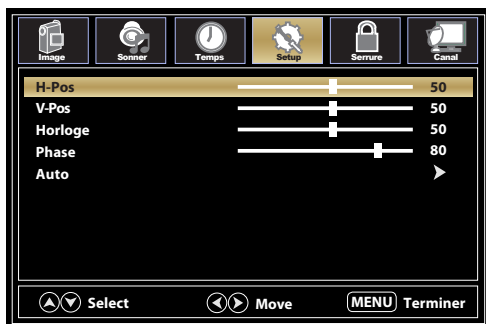 Image Sonner Temps Setup Serrure Canal
H-Pos 50
V-Pos 50
Horloge 50
Phase 80
Auto
Select Move MENU Terminer